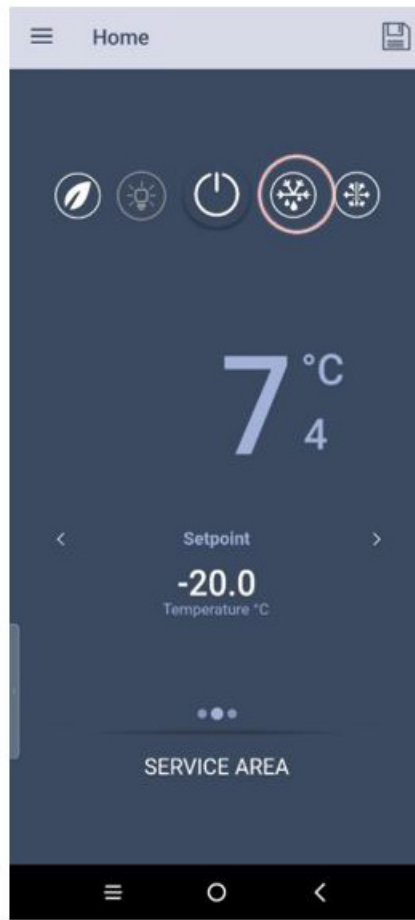 Home
7 °C
4
Setpoint
-20.0
Temperature °C
SERVICE AREA